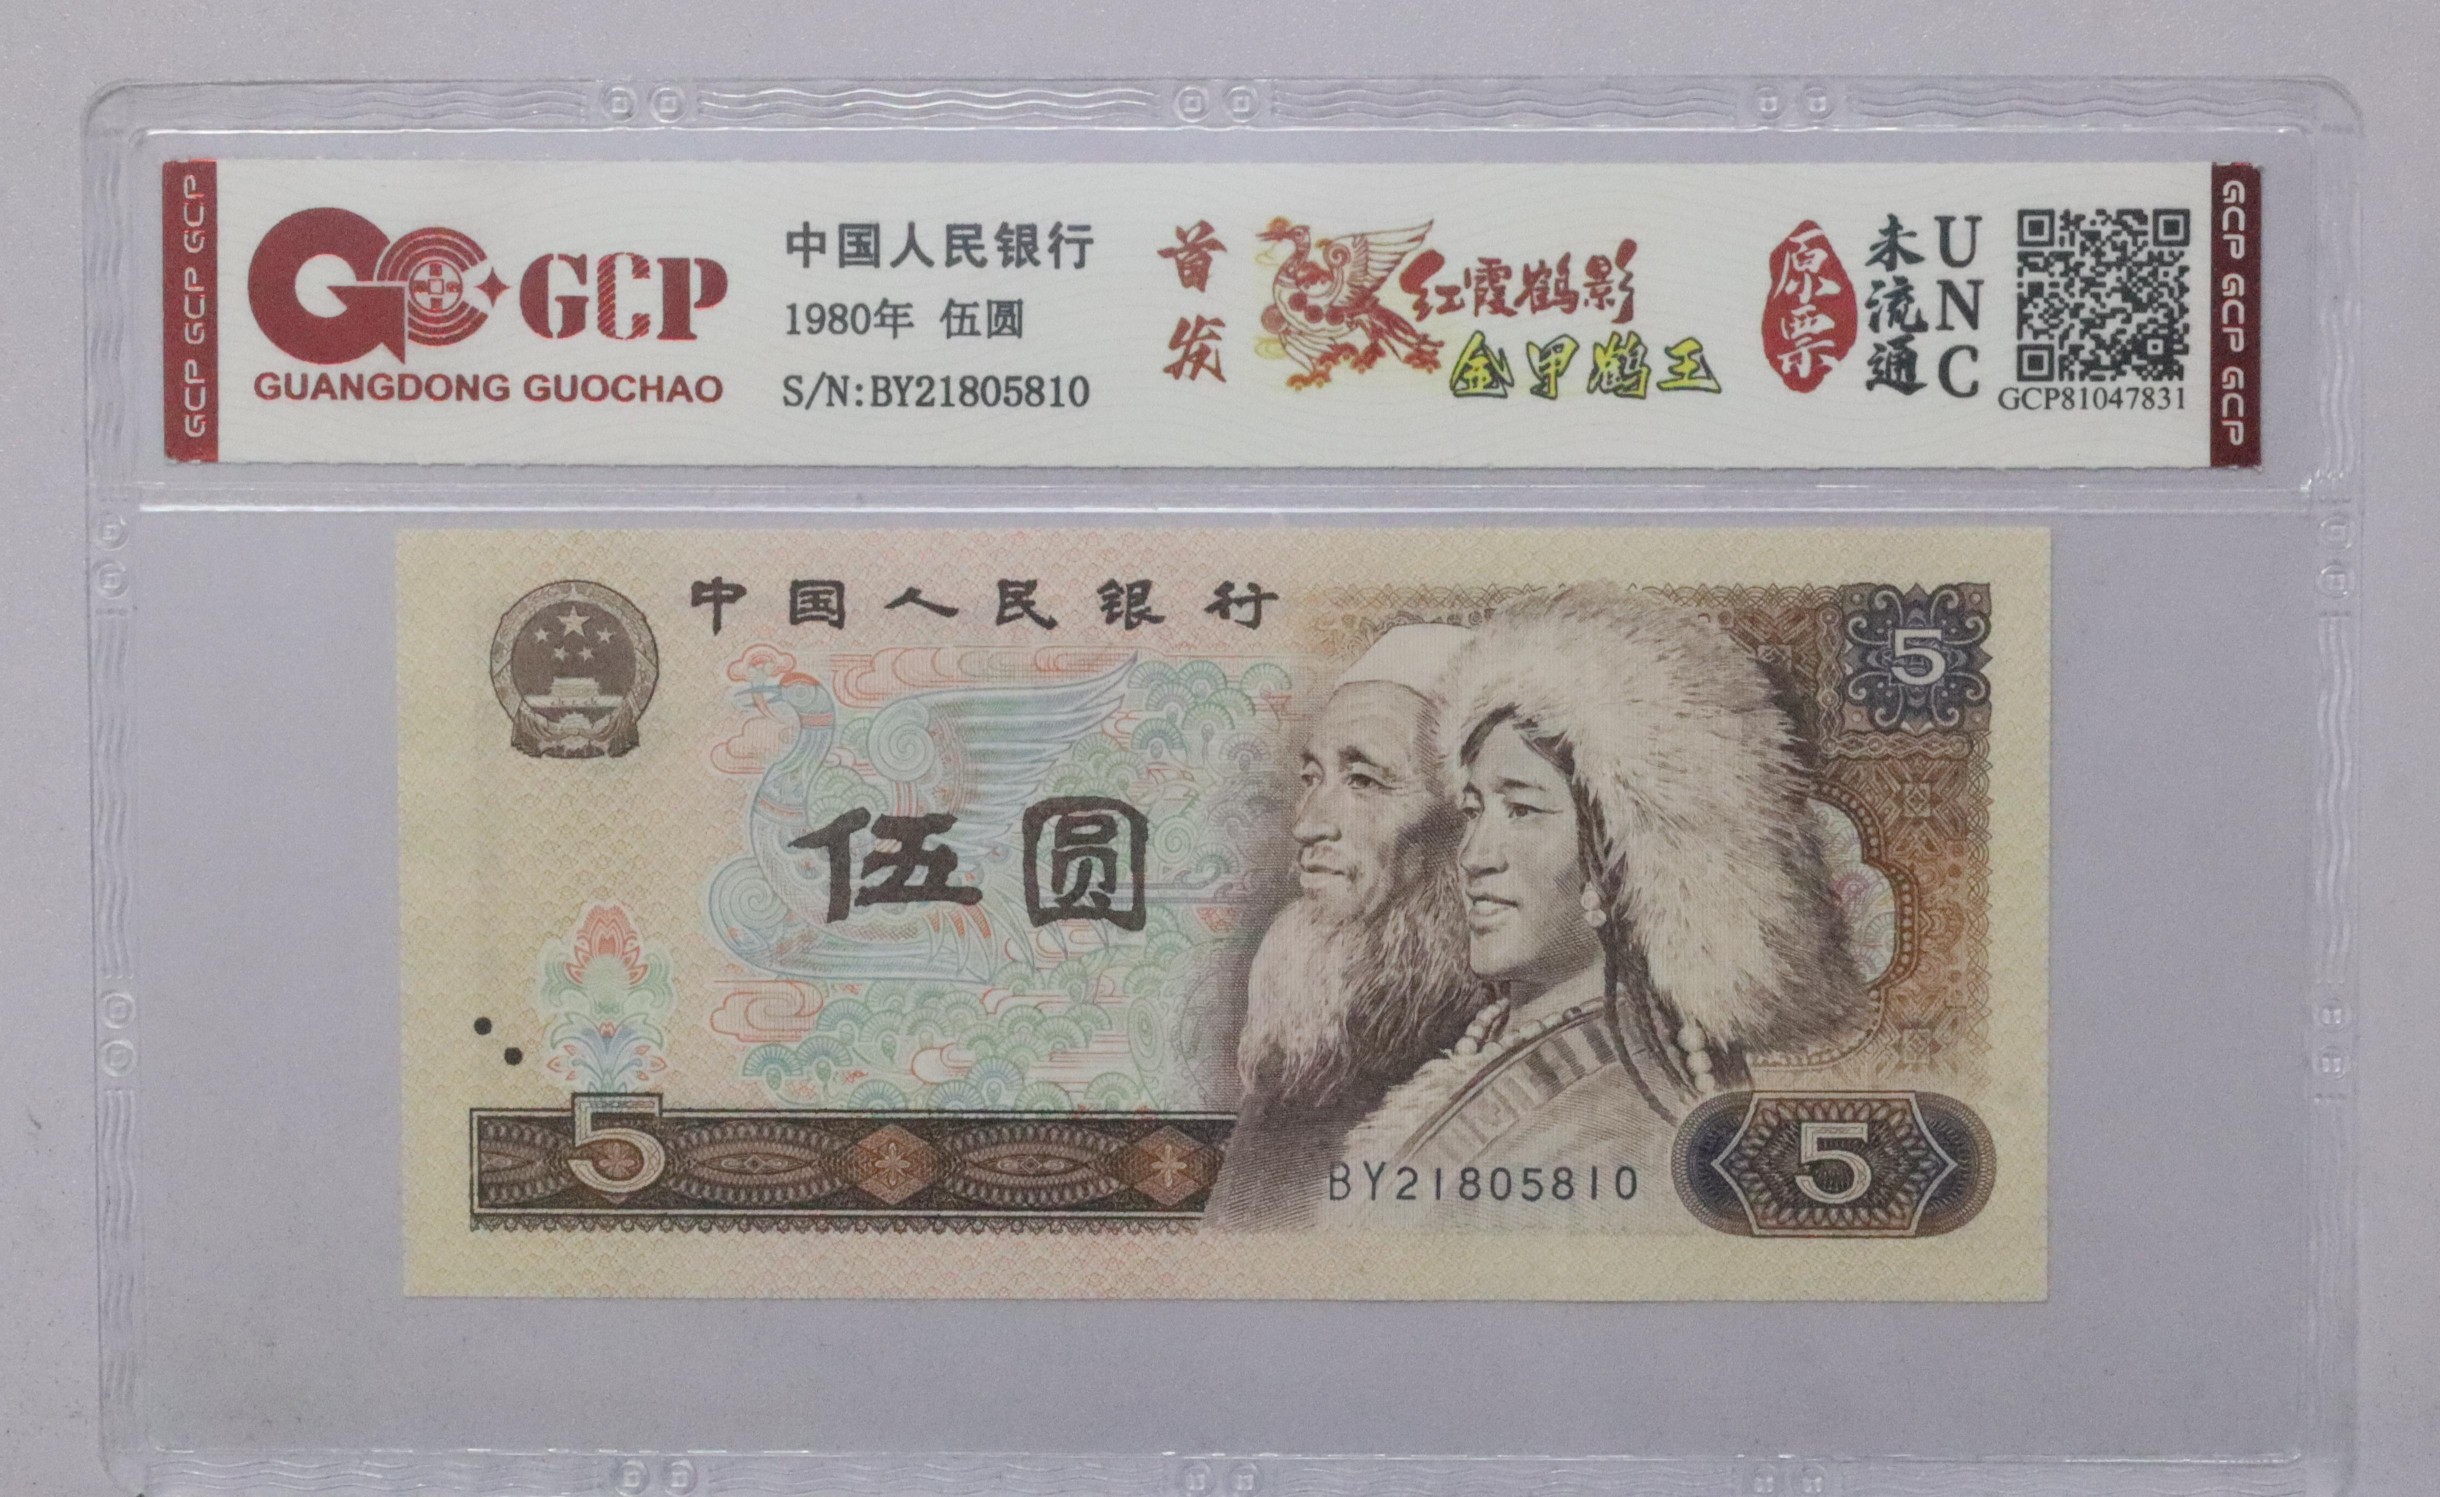 GCP GCP GCP
GCP
GUANGDONG GUOCHAO
中国人民银行
1980年 伍圆
S/N:BY21805810
首发
红霞鹤影
金甲鹤王
原票
未流通
UNC
GCP81047831
GCP GCP GCP
中国人民银行
5
伍圆
5
BY21805810
5